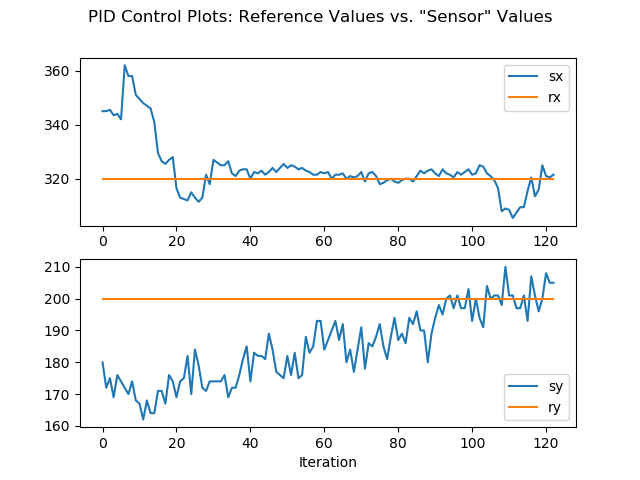 PID Control Plots: Reference Values vs. "Sensor" Values
360
340
320
sx
rx
0 20 40 60 80 100 120
210
200
190
180
170
160
sy
ry
0 20 40 60 80 100 120
Iteration